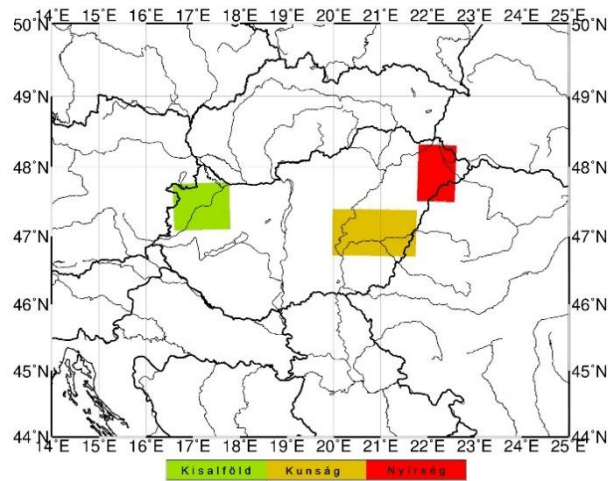 14°E 15°E 16°E 17°E 18°E 19°E 20°E 21°E 22°E 23°E 24°E 25°E
50°N 50°N
49°N 49°N
48°N 48°N
47°N 47°N
46°N 46°N
45°N 45°N
44°N 44°N
14°E 15°E 16°E 17°E 18°E 19°E 20°E 21°E 22°E 23°E 24°E 25°E
Kisalföld Kunság Nyírség